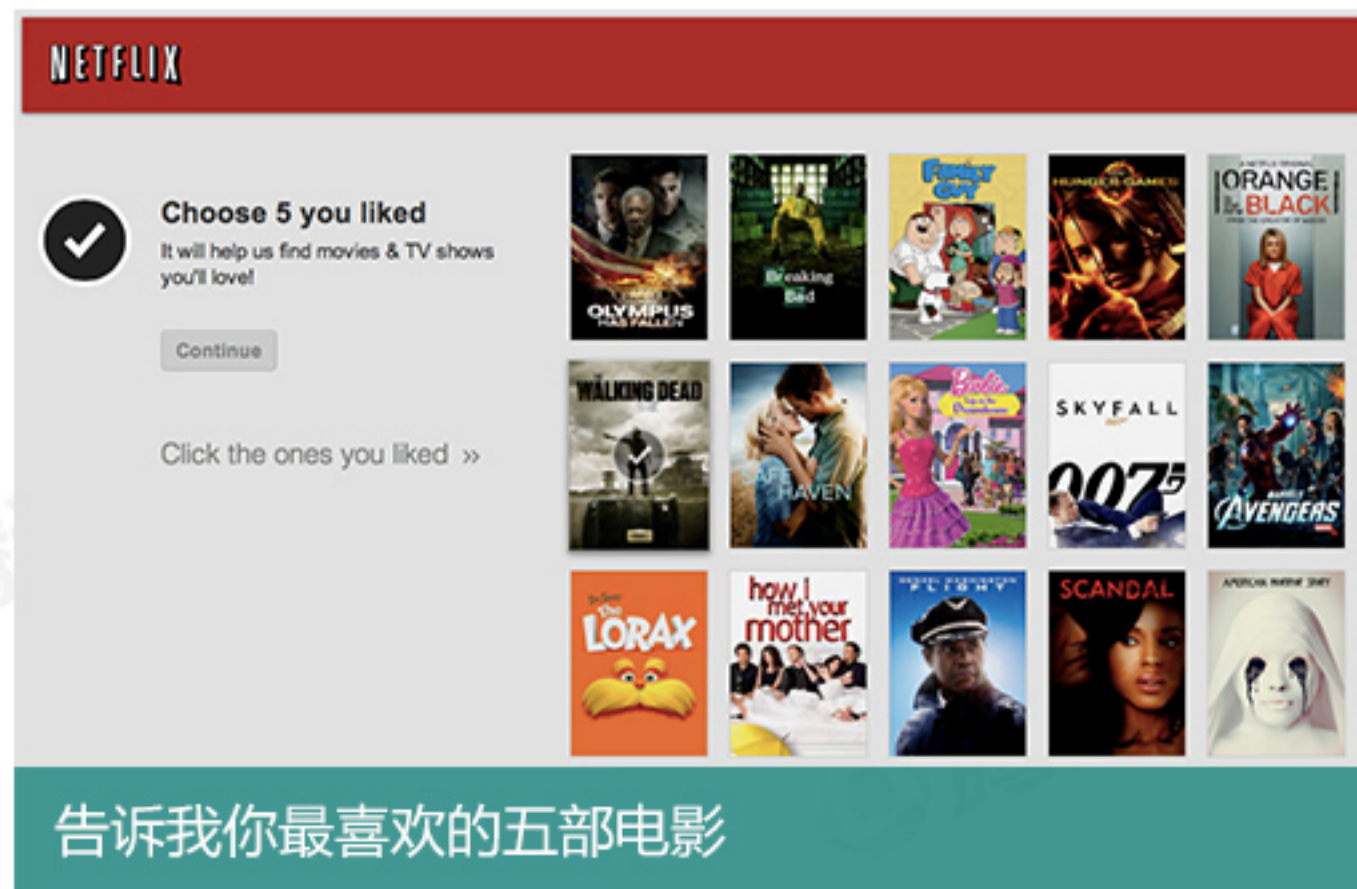 NETFLIX
Choose 5 you liked
It will help us find movies & TV shows
you'll love!
Continue
Click the ones you liked »
OLYMPUS
HAS FALLEN
Breaking
Bad
FAMILY
GUY
HUNGER GAMES
ORANGE
BLACK
WALKING DEAD
SAFE
HAVEN
Barbie
SKYFALL
007
AVENGERS
The
LORAX
how i
met your
mother
FLIGHT
SCANDAL
AMERICAN HORROR STORY
告诉我你最喜欢的五部电影